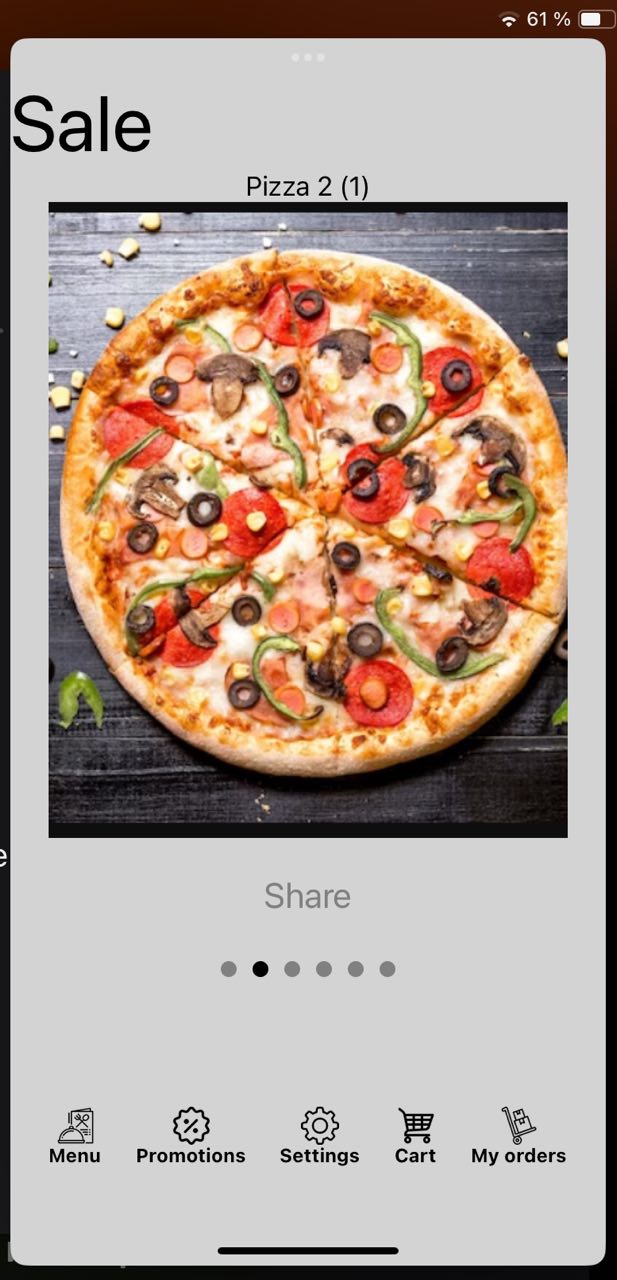 61 %
Sale
Pizza 2 (1)
e
Share
Menu
Promotions
Settings
Cart
My orders